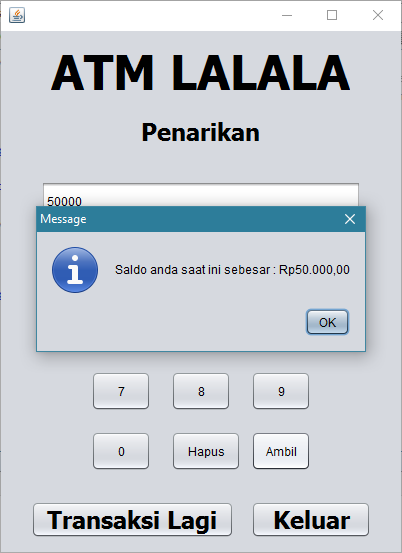 ATM LALALA
Penarikan
50000
Message
Saldo anda saat ini sebesar : Rp50.000,00
OK
7 8 9
0 Hapus Ambil
Transaksi Lagi Keluar